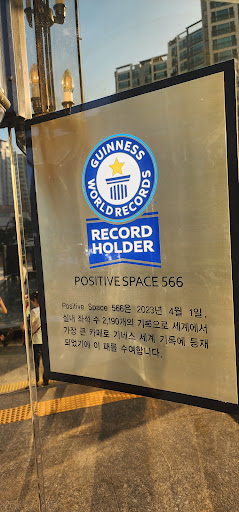 GUINNESS
WORLD RECORDS
RECORD
HOLDER
POSITIVE SPACE 566
Positive Space 566은 2023년 4월 1일,
실내 좌석 수 2,190개의 기록으로 세계에서
가장 큰 카페로 기네스 세계 기록에 등재
되었기에 이 패를 수여합니다.